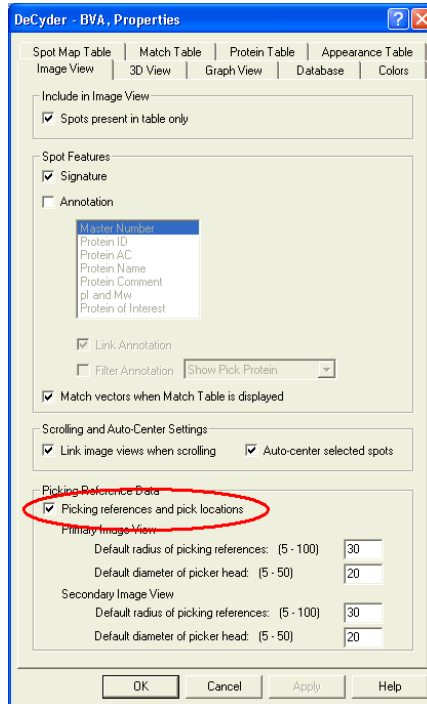 DeCyder - BVA, Properties
Spot Map Table Match Table Protein Table Appearance Table
Image View 3D View Graph View Database Colors
Include in Image View
Spots present in table only
Spot Features
Signature
Annotation
Master Number
Protein ID
Protein AC
Protein Name
Protein Comment
pI and Mw
Protein of Interest
Link Annotation
Filter Annotation Show Pick Protein
Match vectors when Match Table is displayed
Scrolling and Auto-Center Settings
Link image views when scrolling Auto-center selected spots
Picking Reference Data
Picking references and pick locations
Primary Image View
Default radius of picking references: (5 - 100) 30
Default diameter of picker head: (5 - 50) 20
Secondary Image View
Default radius of picking references: (5 - 100) 30
Default diameter of picker head: (5 - 50) 20
OK Cancel Apply Help